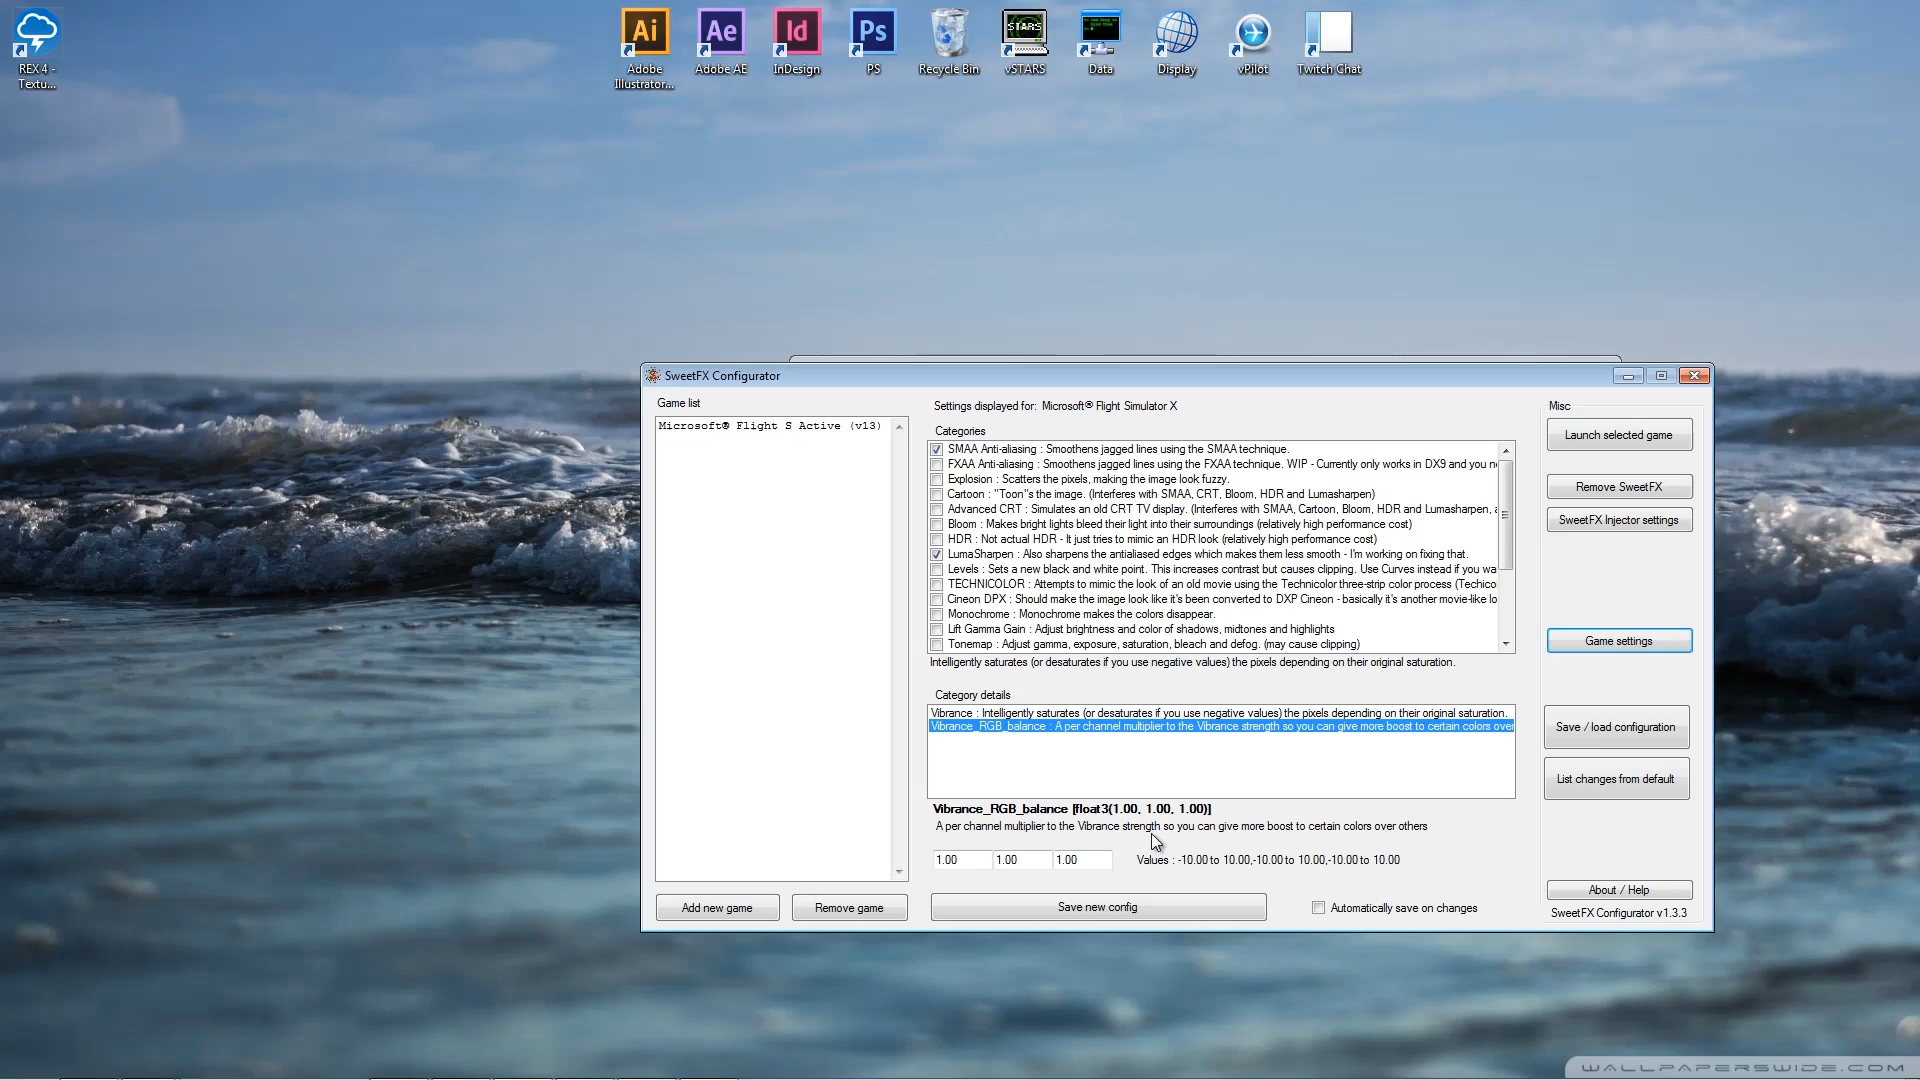 REX 4 -
Textu...
Ai
Adobe
Illustrator...
Ae
Adobe AE
Id
InDesign
Ps
PS
Recycle Bin
STARS
vSTARS
Data
Display
vPilot
Twitch Chat
SweetFX Configurator
Game list
Microsoft® Flight S Active (v13)
Add new game
Remove game
Settings displayed for: Microsoft® Flight Simulator X
Categories
SMAA Anti-aliasing : Smoothens jagged lines using the SMAA technique.
FXAA Anti-aliasing : Smoothens jagged lines using the FXAA technique. WIP - Currently only works in DX9 and you n
Explosion : Scatters the pixels, making the image look fuzzy.
Cartoon : "Toon"s the image. (Interferes with SMAA, CRT, Bloom, HDR and Lumasharpen)
Advanced CRT : Simulates an old CRT TV display. (Interferes with SMAA, Cartoon, Bloom, HDR and Lumasharpen, a
Bloom : Makes bright lights bleed their light into their surroundings (relatively high performance cost)
HDR : Not actual HDR - It just tries to mimic an HDR look (relatively high performance cost)
LumaSharpen : Also sharpens the antialiased edges which makes them less smooth - I'm working on fixing that.
Levels : Sets a new black and white point. This increases contrast but causes clipping. Use Curves instead if you wa
TECHNICOLOR : Attempts to mimic the look of an old movie using the Technicolor three-strip color process (Techico
Cineon DPX : Should make the image look like it's been converted to DXP Cineon - basically it's another movie-like lo
Monochrome : Monochrome makes the colors disappear.
Lift Gamma Gain : Adjust brightness and color of shadows, midtones and highlights
Tonemap : Adjust gamma, exposure, saturation, bleach and defog. (may cause clipping)
Intelligently saturates (or desaturates if you use negative values) the pixels depending on their original saturation.
Category details
Vibrance : Intelligently saturates (or desaturates if you use negative values) the pixels depending on their original saturation.
Vibrance_RGB_balance : A per channel multiplier to the Vibrance strength so you can give more boost to certain colors over
Vibrance_RGB_balance [float3(1.00, 1.00, 1.00)]
A per channel multiplier to the Vibrance strength so you can give more boost to certain colors over others
1.00 1.00 1.00 Values : -10.00 to 10.00,-10.00 to 10.00,-10.00 to 10.00
Save new config
Automatically save on changes
Misc
Launch selected game
Remove SweetFX
SweetFX Injector settings
Game settings
Save / load configuration
List changes from default
About / Help
SweetFX Configurator v1.3.3
WALLPAPERSWIDE.COM